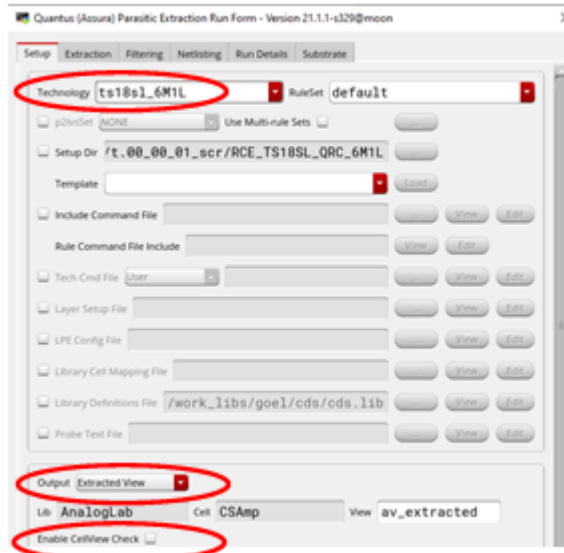 Quantus (Assura) Parasitic Extraction Run Form - Version 21.1.1-s329@moon
Setup Extraction Filtering Netlisting Run Details Substrate
Technology ts18sl_6M1L RuleSet default
p2lvsSet NONE Use Multi-rule Sets ...
Setup Dir t.00_00_01_scr/RCE_TS18SL_QRC_6M1L ...
Template Load
Include Command File ... View Edit
Rule Command File Include View Edit
Tech Cmd File User ... View Edit
Layer Setup File ... View Edit
LPE Config File ... View Edit
Library Cell Mapping File ... View Edit
Library Definitions File /work_libs/goel/cds/cds.lib ... View Edit
Probe Text File ... View Edit
Output Extracted View
Lib AnalogLab Cell CSAmp View av_extracted
Enable CellView Check